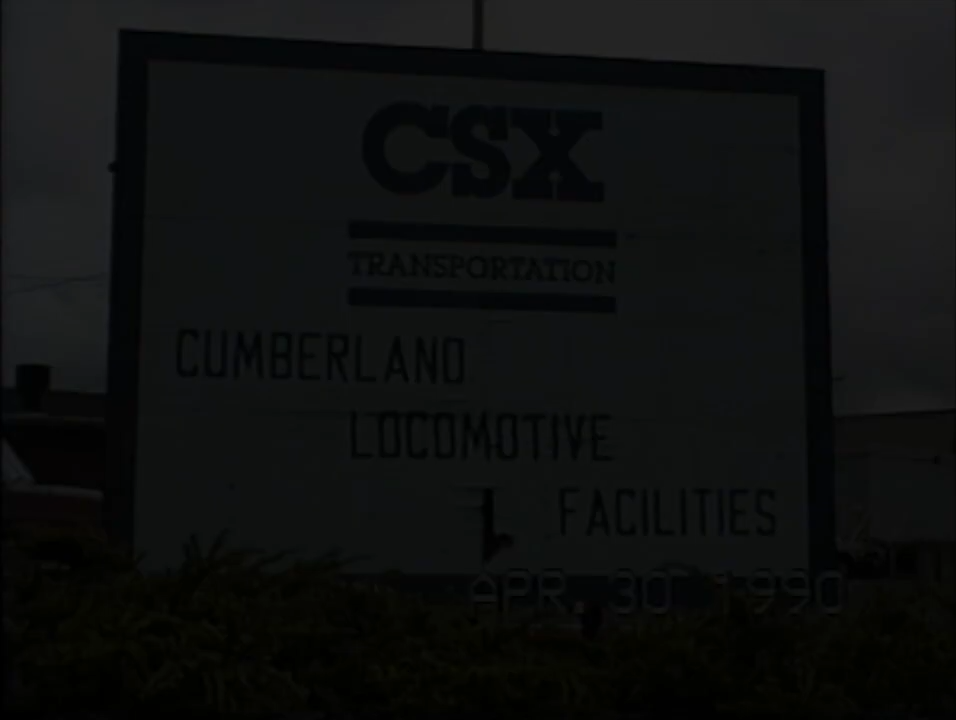 CSX
TRANSPORTATION
CUMBERLAND
LOCOMOTIVE
FACILITIES
APR. 30 1990